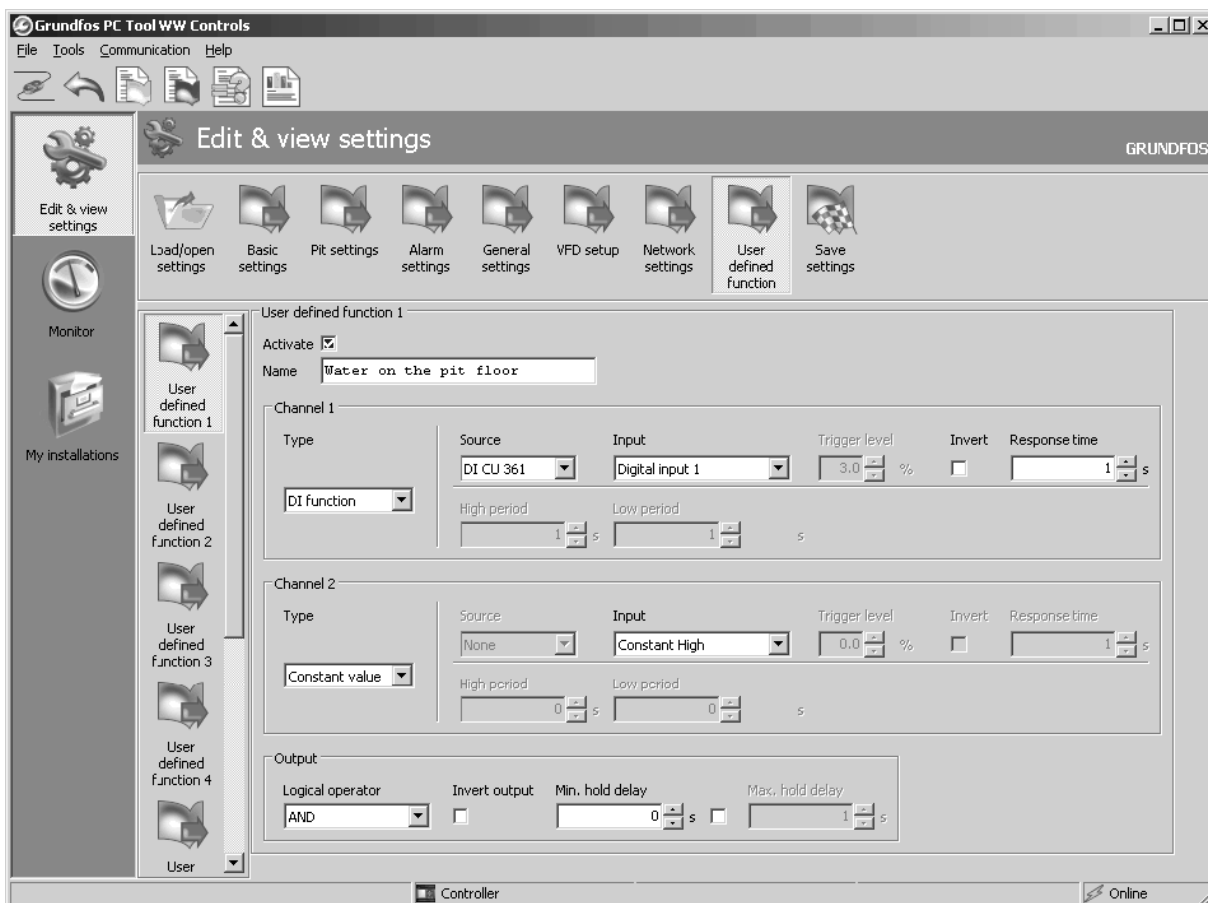 Grundfos PC Tool WW Controls
File Tools Communication Help
Edit & view settings
GRUNDFOS
Edit & view
settings
Monitor
My installations
Load/open
settings
Basic
settings
Pit settings
Alarm
settings
General
settings
VFD setup
Network
settings
User
defined
function
Save
settings
User
defined
function 1
User
defined
function 2
User
defined
function 3
User
defined
function 4
User
User defined function 1
Activate
Name Water on the pit floor
Channel 1
Type Source Input Trigger level Invert Response time
DI function DI CU 361 Digital input 1 3.0 % 1 s
High period Low period
1 s 1 s
Channel 2
Type Source Input Trigger level Invert Response time
Constant value None Constant High 0.0 % 1 s
High period Low period
0 s 0 s
Output
Logical operator Invert output Min. hold delay Max. hold delay
AND 0 s 1 s
Controller Online